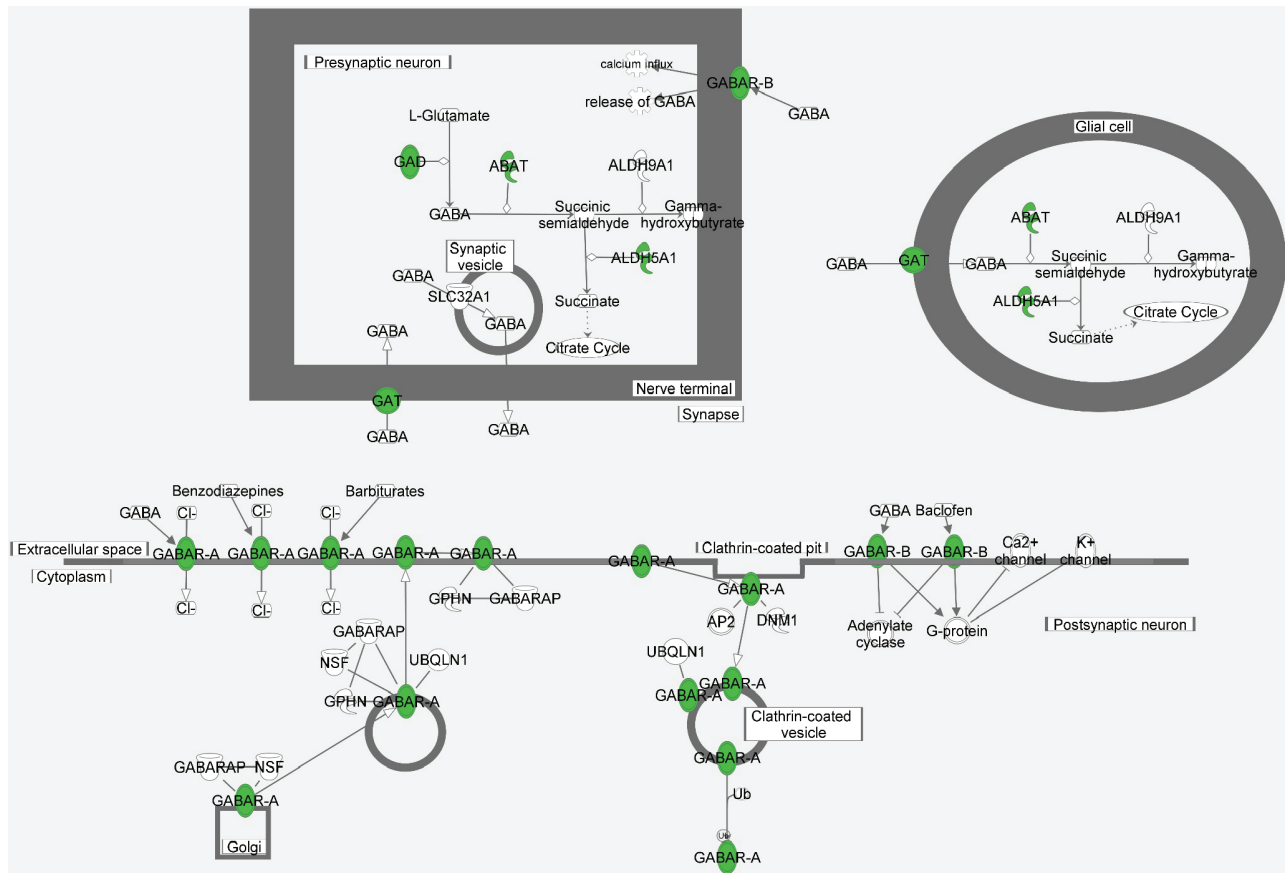 Presynaptic neuron
calcium influx
GABAR-B
release of GABA
GABA
L-Glutamate
GAD
ABAT
ALDH9A1
GABA
Succinic
semialdehyde
Gamma-
hydroxybutyrate
Synaptic
vesicle
ALDH5A1
GABA
SLC32A1
GABA
Succinate
GABA
Citrate Cycle
Nerve terminal
GAT
Synapse
GABA
GABA
Glial cell
ABAT
ALDH9A1
GABA
GAT
GABA
Succinic
semialdehyde
Gamma-
hydroxybutyrate
ALDH5A1
Citrate Cycle
Succinate
Benzodiazepines
Barbiturates
GABA
Cl-
Cl-
Cl-
Extracellular space
GABAR-A
GABAR-A
GABAR-A
GABAR-A
GABAR-A
Cytoplasm
Cl-
Cl-
Cl-
GPHN
GABARAP
GABAR-A
Clathrin-coated pit
GABAR-A
AP2
DNM1
GABA
Baclofen
GABAR-B
GABAR-B
Ca2+
channel
K+
channel
Adenylate
cyclase
G-protein
Postsynaptic neuron
GABARAP
NSF
UBQLN1
GPHN
GABAR-A
UBQLN1
GABAR-A
GABAR-A
Clathrin-coated
vesicle
GABAR-A
GABARAP
NSF
GABAR-A
Golgi
Ub
Ub
GABAR-A